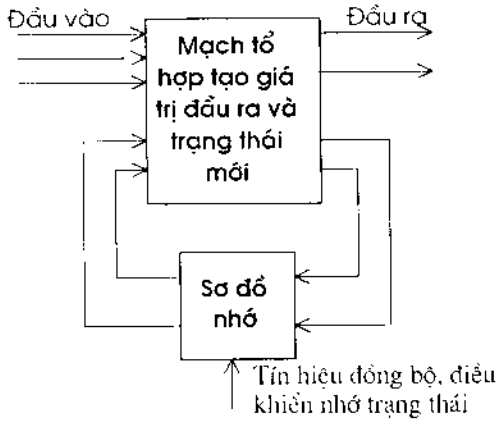 Đầu vào
Đầu ra
Mạch tổ
hợp tạo giá
trị đầu ra và
trạng thái
mới
Sơ đồ
nhớ
Tín hiệu đồng bộ, điều
khiển nhớ trạng thái